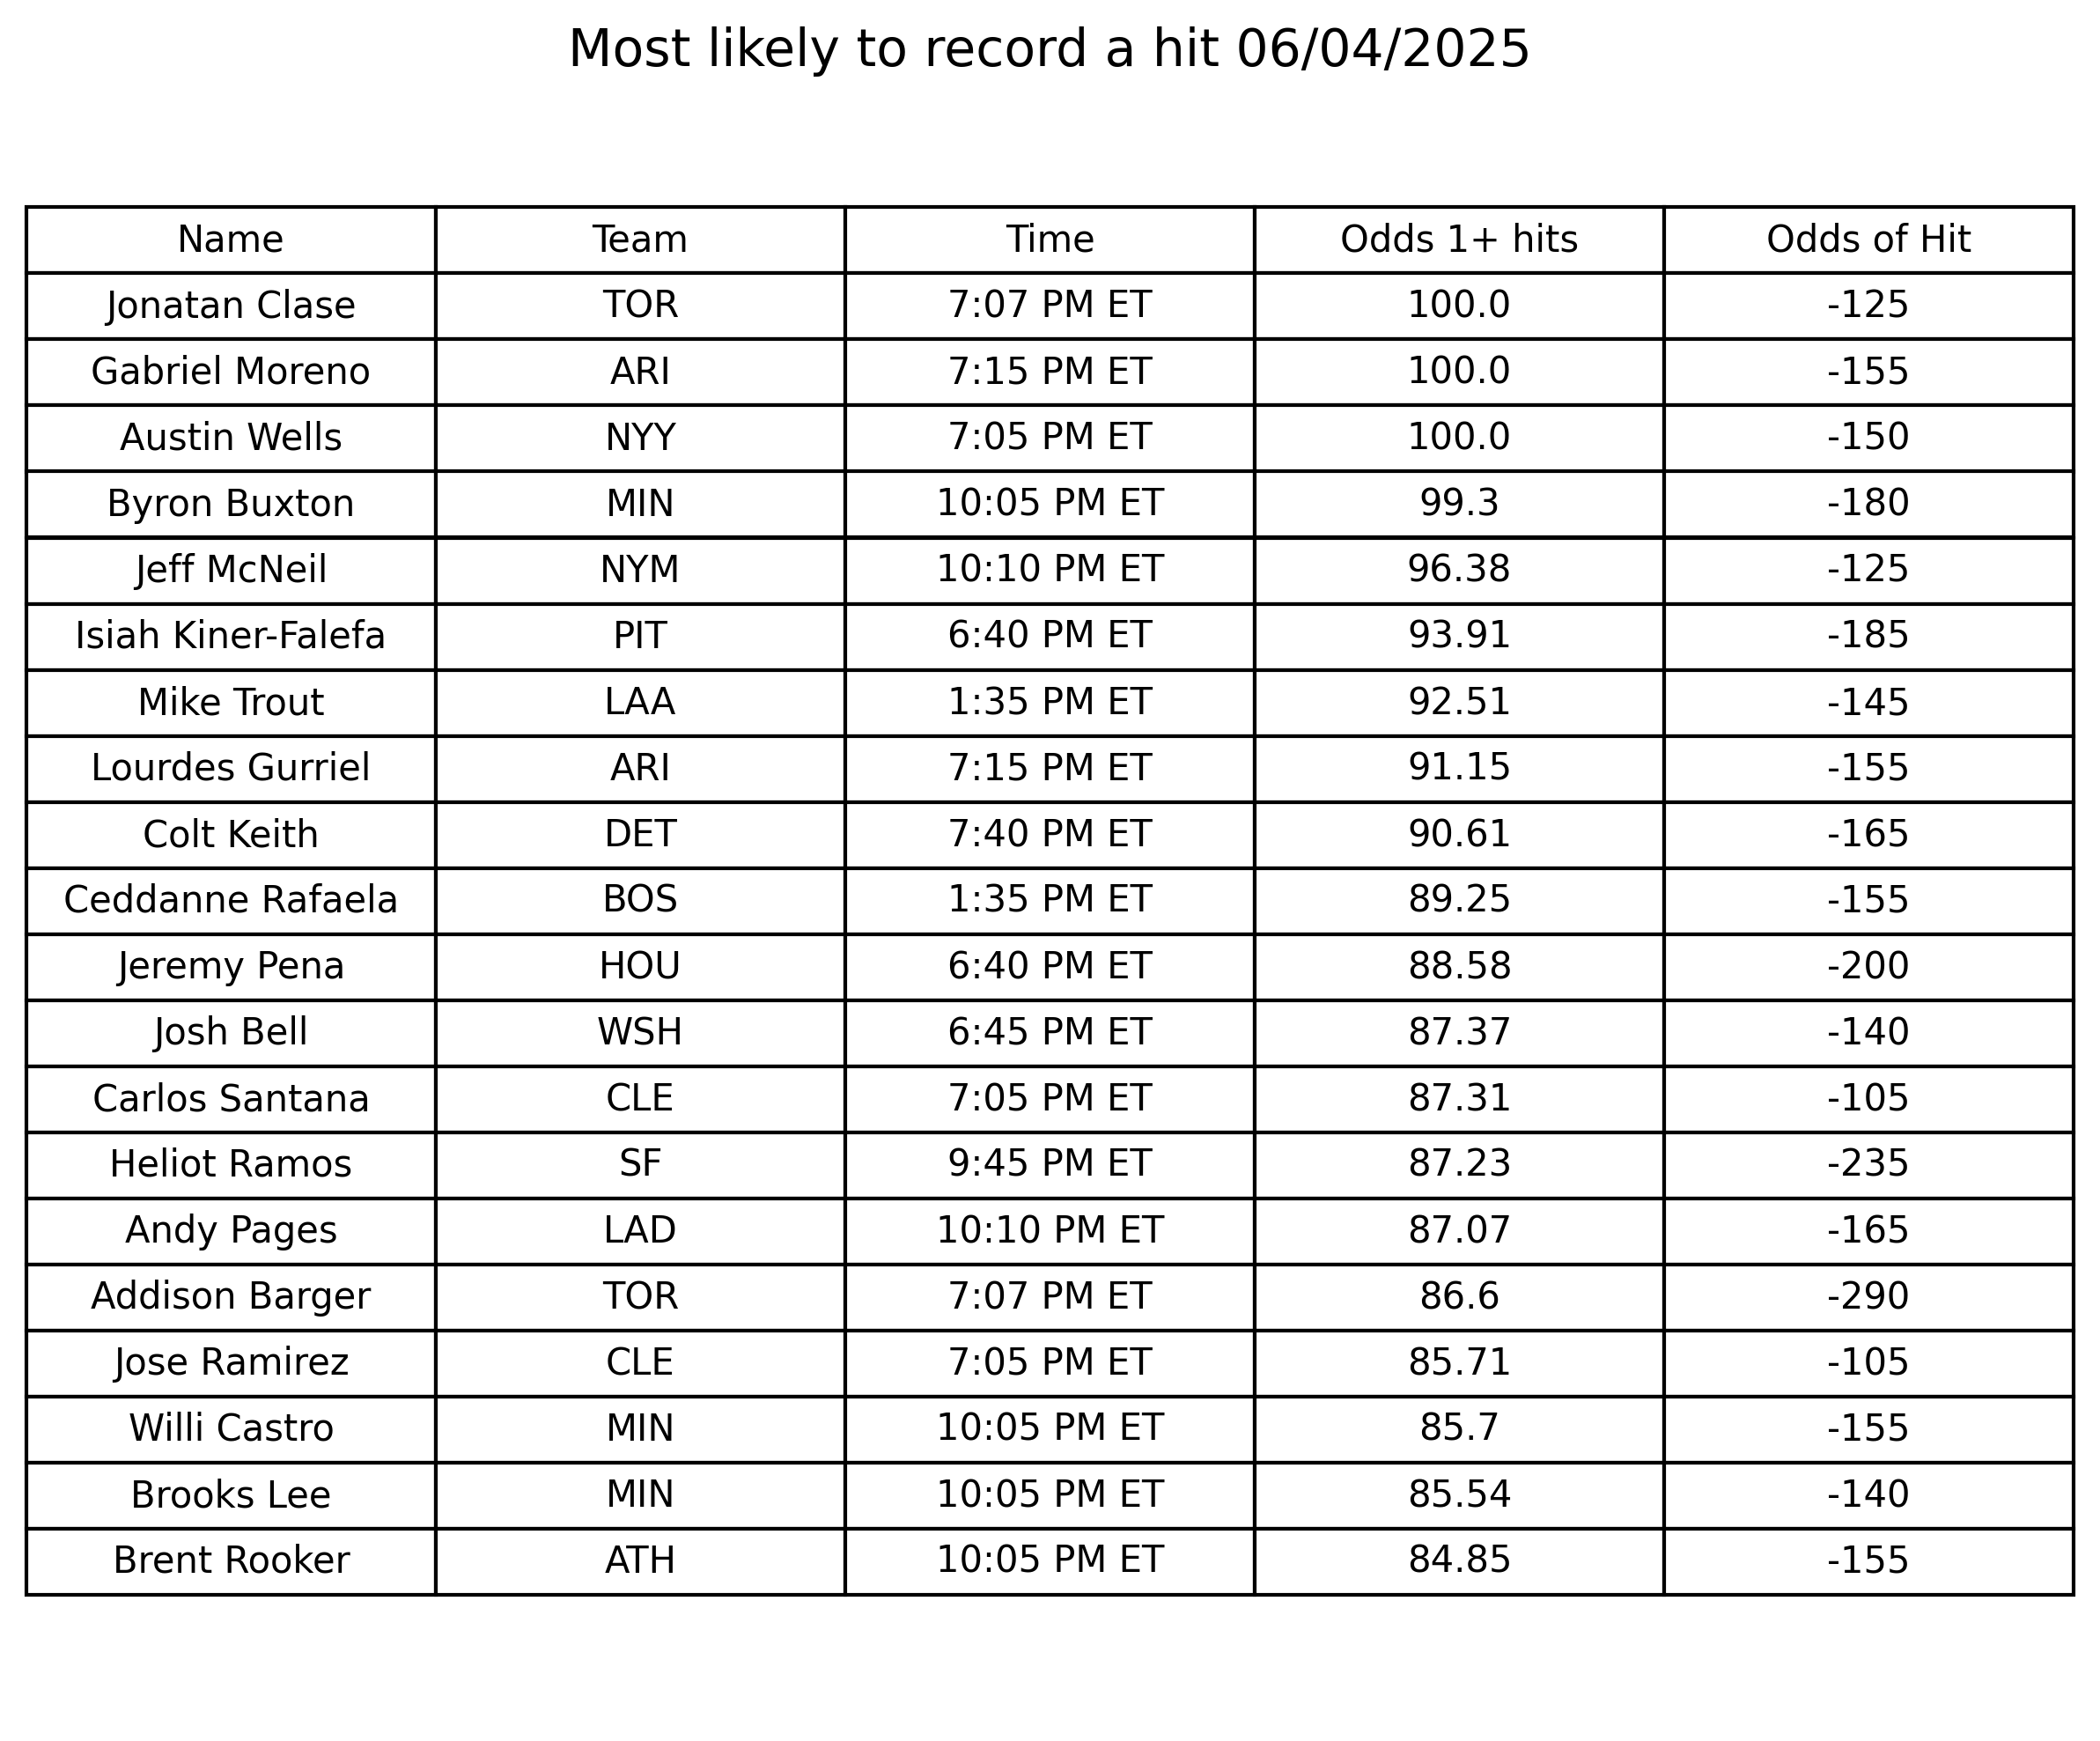 Most likely to record a hit 06/04/2025
Name Team Time Odds 1+ hits Odds of Hit
Jonatan Clase TOR 7:07 PM ET 100.0 -125
Gabriel Moreno ARI 7:15 PM ET 100.0 -155
Austin Wells NYY 7:05 PM ET 100.0 -150
Byron Buxton MIN 10:05 PM ET 99.3 -180
Jeff McNeil NYM 10:10 PM ET 96.38 -125
Isiah Kiner-Falefa PIT 6:40 PM ET 93.91 -185
Mike Trout LAA 1:35 PM ET 92.51 -145
Lourdes Gurriel ARI 7:15 PM ET 91.15 -155
Colt Keith DET 7:40 PM ET 90.61 -165
Ceddanne Rafaela BOS 1:35 PM ET 89.25 -155
Jeremy Pena HOU 6:40 PM ET 88.58 -200
Josh Bell WSH 6:45 PM ET 87.37 -140
Carlos Santana CLE 7:05 PM ET 87.31 -105
Heliot Ramos SF 9:45 PM ET 87.23 -235
Andy Pages LAD 10:10 PM ET 87.07 -165
Addison Barger TOR 7:07 PM ET 86.6 -290
Jose Ramirez CLE 7:05 PM ET 85.71 -105
Willi Castro MIN 10:05 PM ET 85.7 -155
Brooks Lee MIN 10:05 PM ET 85.54 -140
Brent Rooker ATH 10:05 PM ET 84.85 -155